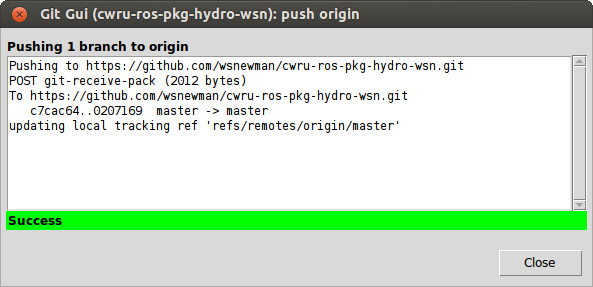 Git Gui (cwru-ros-pkg-hydro-wsn): push origin
Pushing 1 branch to origin
Pushing to https://github.com/wsnewman/cwru-ros-pkg-hydro-wsn.git
POST git-receive-pack (2012 bytes)
To https://github.com/wsnewman/cwru-ros-pkg-hydro-wsn.git
   c7cac64..0207169  master -> master
updating local tracking ref 'refs/remotes/origin/master'
Success
Close